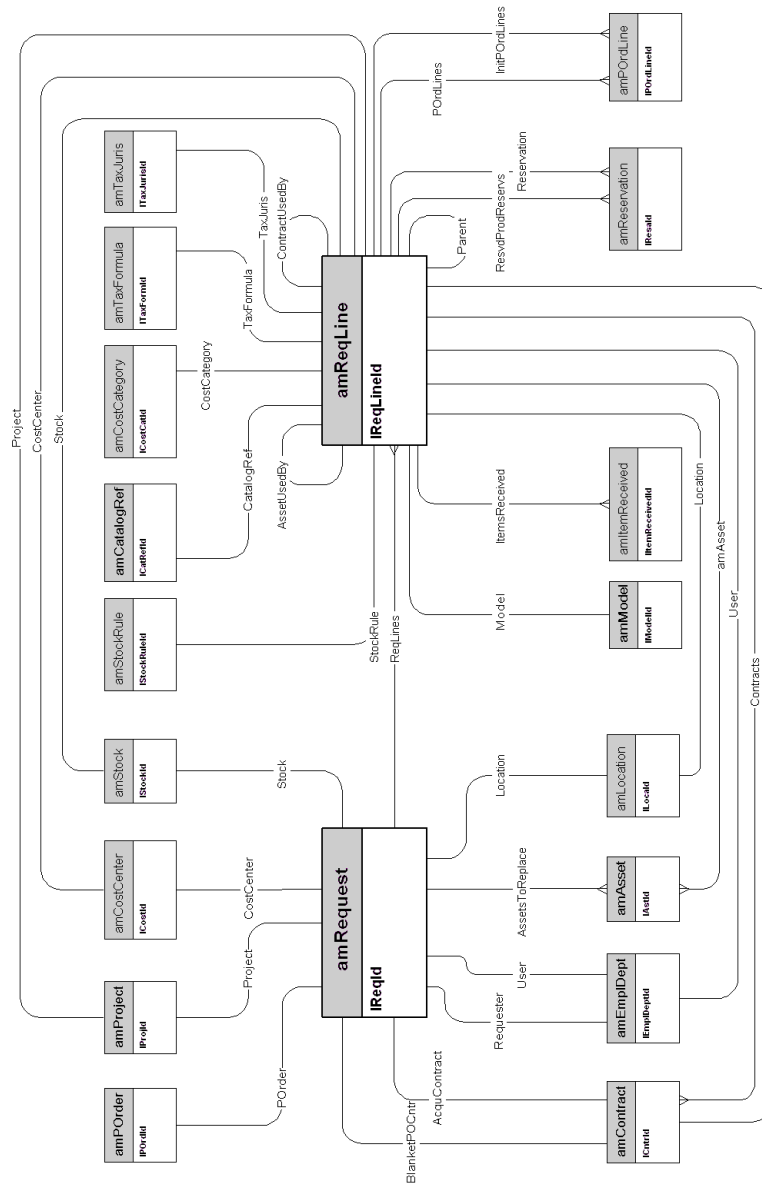 Project
CostCenter
Stock
amPOrder
lPOrdId
amProject
lProjId
amCostCenter
lCostId
amStock
lStockId
amStockRule
lStockRuleId
amCatalogRef
lCatRefId
amCostCategory
lCostCatId
amTaxFormula
lTaxFormId
amTaxJuris
lTaxJurisId
POrder
Project
CostCenter
Stock
StockRule
CatalogRef
AssetUsedBy
CostCategory
TaxFormula
TaxJuris
ContractUsedBy
amRequest
lReqId
ReqLines
amReqLine
lReqLineId
BlanketPOCntr
AcquContract
Requester
User
AssetsToReplace
Location
Model
ItemsReceived
Parent
ResvdProdReservs
Reservation
POrdLines
InitPOrdLines
amContract
lCntrId
amEmplDept
lEmplDeptId
amAsset
lAstId
amLocation
lLocaId
amModel
lModelId
amItemReceived
lItemReceivedId
amReservation
lResaId
amPOrdLine
lPOrdLineId
Location
amAsset
User
Contracts